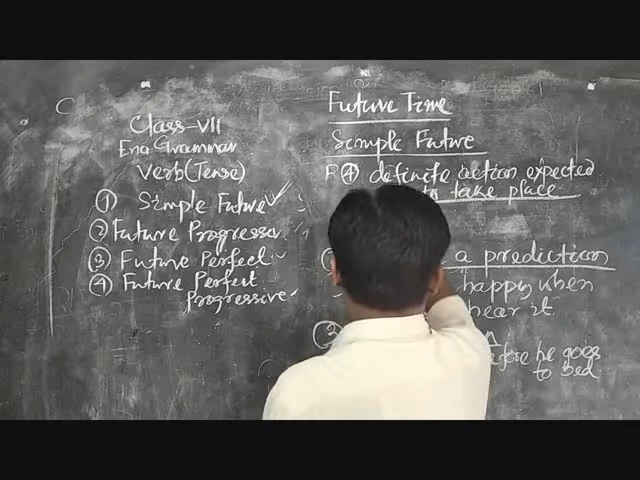 C
Class-VII
Eng Grammar
Verb(Tense)
① Simple Future ✓
② Future Progressive
③ Future Perfect
④ Future Perfect
Progressive
Future Time
Simple Future
① definite action expected
to take place
a prediction
happy when
hear it.
③
before he goes
to bed